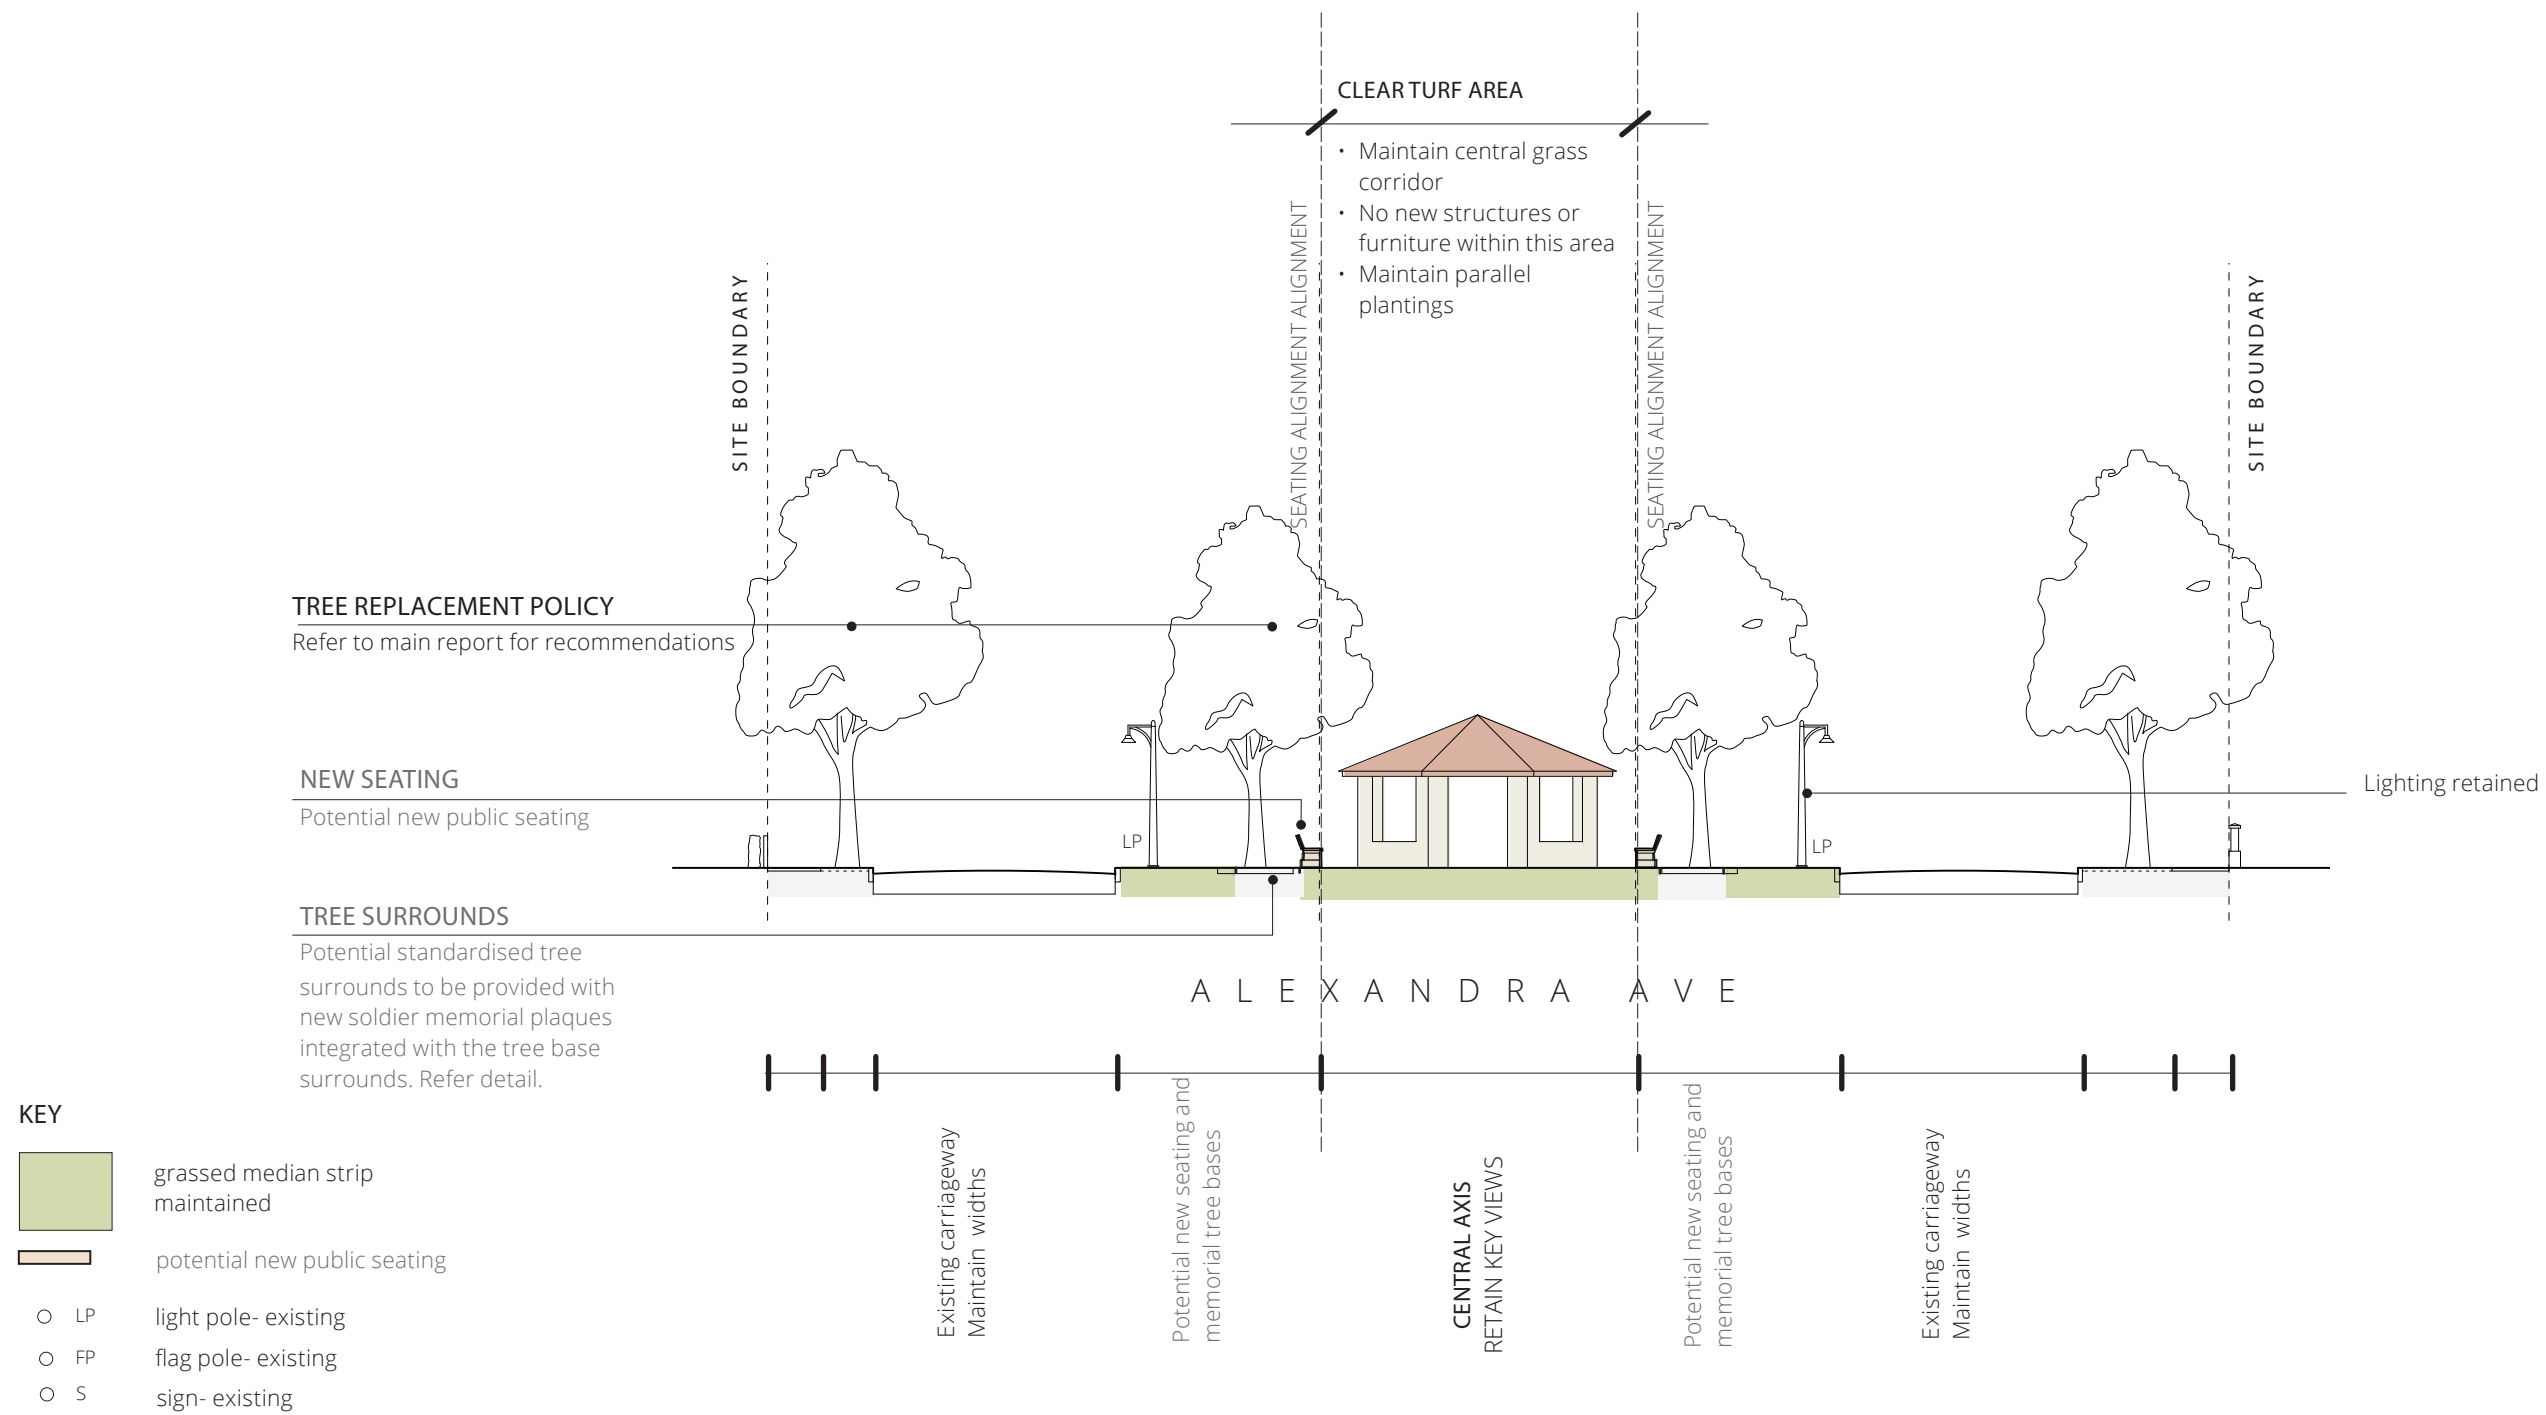 CLEAR TURF AREA
• Maintain central grass
corridor
• No new structures or
furniture within this area
• Maintain parallel
plantings
SEATING ALIGNMENT ALIGNMENT
SEATING ALIGNMENT ALIGNMENT
SITE BOUNDARY
SITE BOUNDARY
TREE REPLACEMENT POLICY
Refer to main report for recommendations
NEW SEATING
Potential new public seating
Lighting retained
LP
LP
TREE SURROUNDS
Potential standardised tree
surrounds to be provided with
new soldier memorial plaques
integrated with the tree base
surrounds. Refer detail.
ALEXANDRA AVE
Existing carriageway
Maintain widths
Potential new seating and
memorial tree bases
CENTRAL AXIS
RETAIN KEY VIEWS
Potential new seating and
memorial tree bases
Existing carriageway
Maintain widths
KEY
grassed median strip
maintained
potential new public seating
LP light pole- existing
FP flag pole- existing
S sign- existing